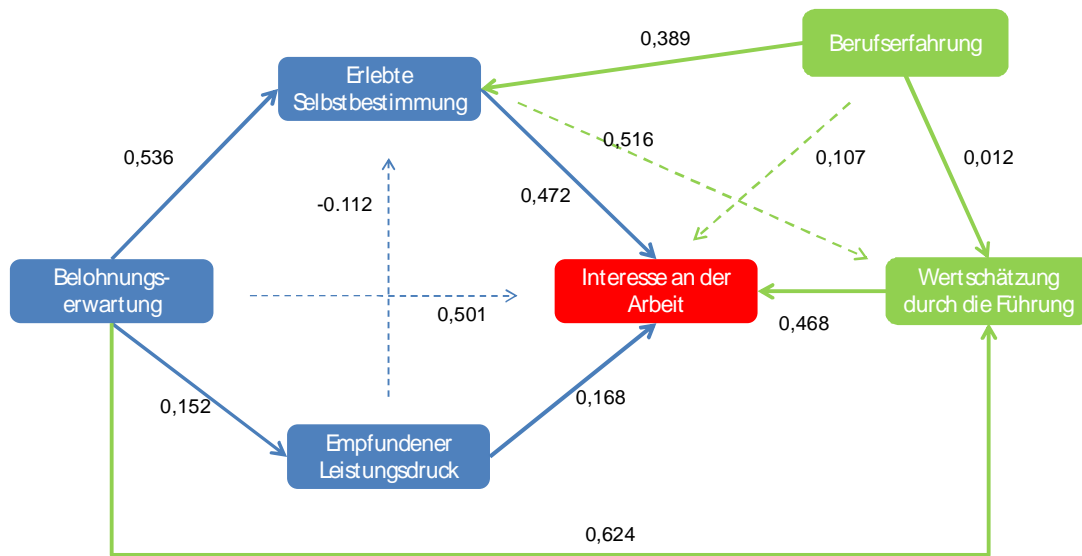 0,389
Berufserfahrung
Erlebte
Selbstbestimmung
0,536
0,516
0,107
0,012
-0.112
0,472
Belohnungs-
erwartung
Interesse an der
Arbeit
Wertschätzung
durch die Führung
0,501
0,468
0,152
0,168
Empfundener
Leistungsdruck
0,624